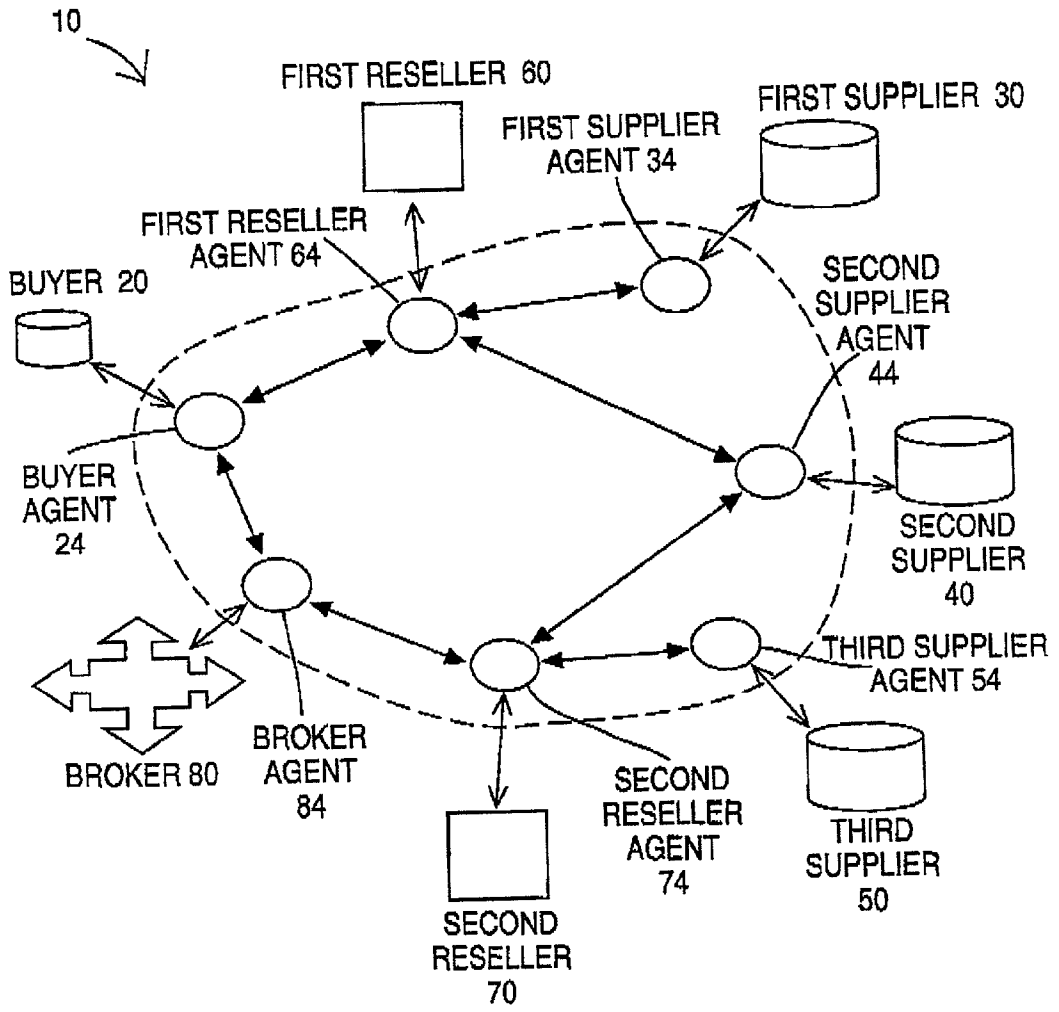 10
FIRST RESELLER 60
FIRST SUPPLIER
AGENT 34
FIRST SUPPLIER 30
FIRST RESELLER
AGENT 64
BUYER 20
SECOND
SUPPLIER
AGENT
44
BUYER
AGENT
24
SECOND
SUPPLIER
40
THIRD SUPPLIER
AGENT 54
BROKER 80
BROKER
AGENT
84
SECOND
RESELLER
AGENT
74
THIRD
SUPPLIER
50
SECOND
RESELLER
70